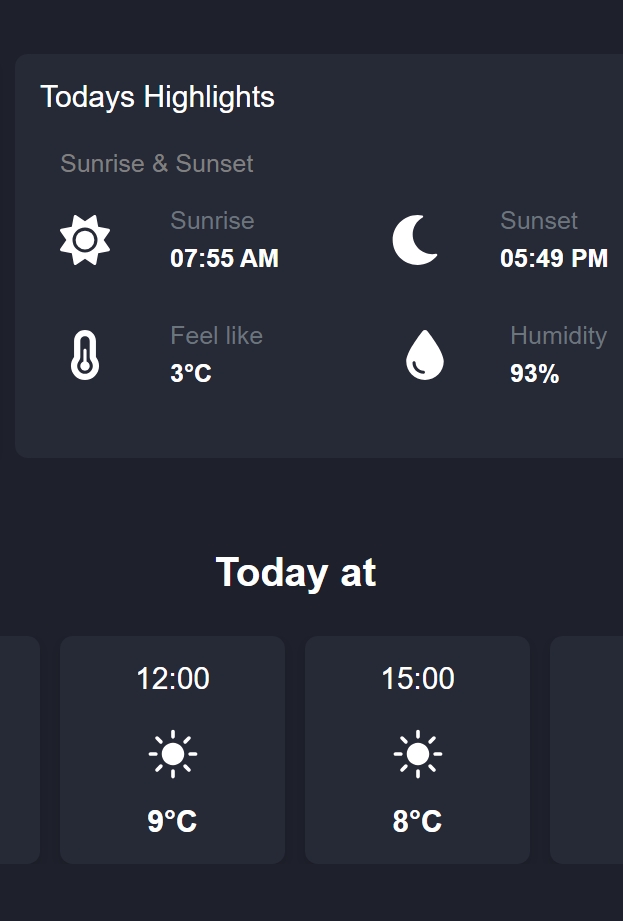 Todays Highlights
Sunrise & Sunset
Sunrise
07:55 AM
Sunset
05:49 PM
Feel like
3°C
Humidity
93%
Today at
12:00
9°C
15:00
8°C